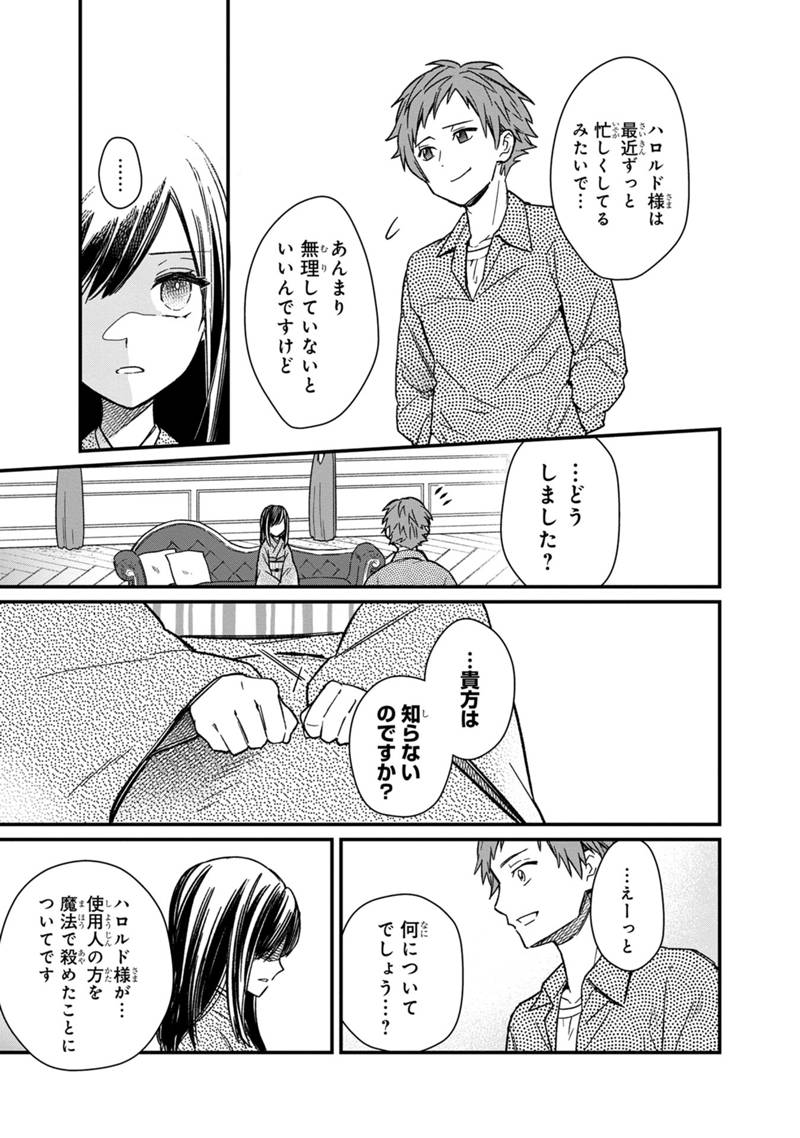 ハロルド様は
最近ずっと
忙しくしてる
みたいで…
あんまり
無理していないと
いいんですけど
……
…どう
しました?
…貴方は
知らない
のですか?
…えーっと
何について
でしょう…?
ハロルド様が…
使用人の方を
魔法で殺めたことに
ついてです